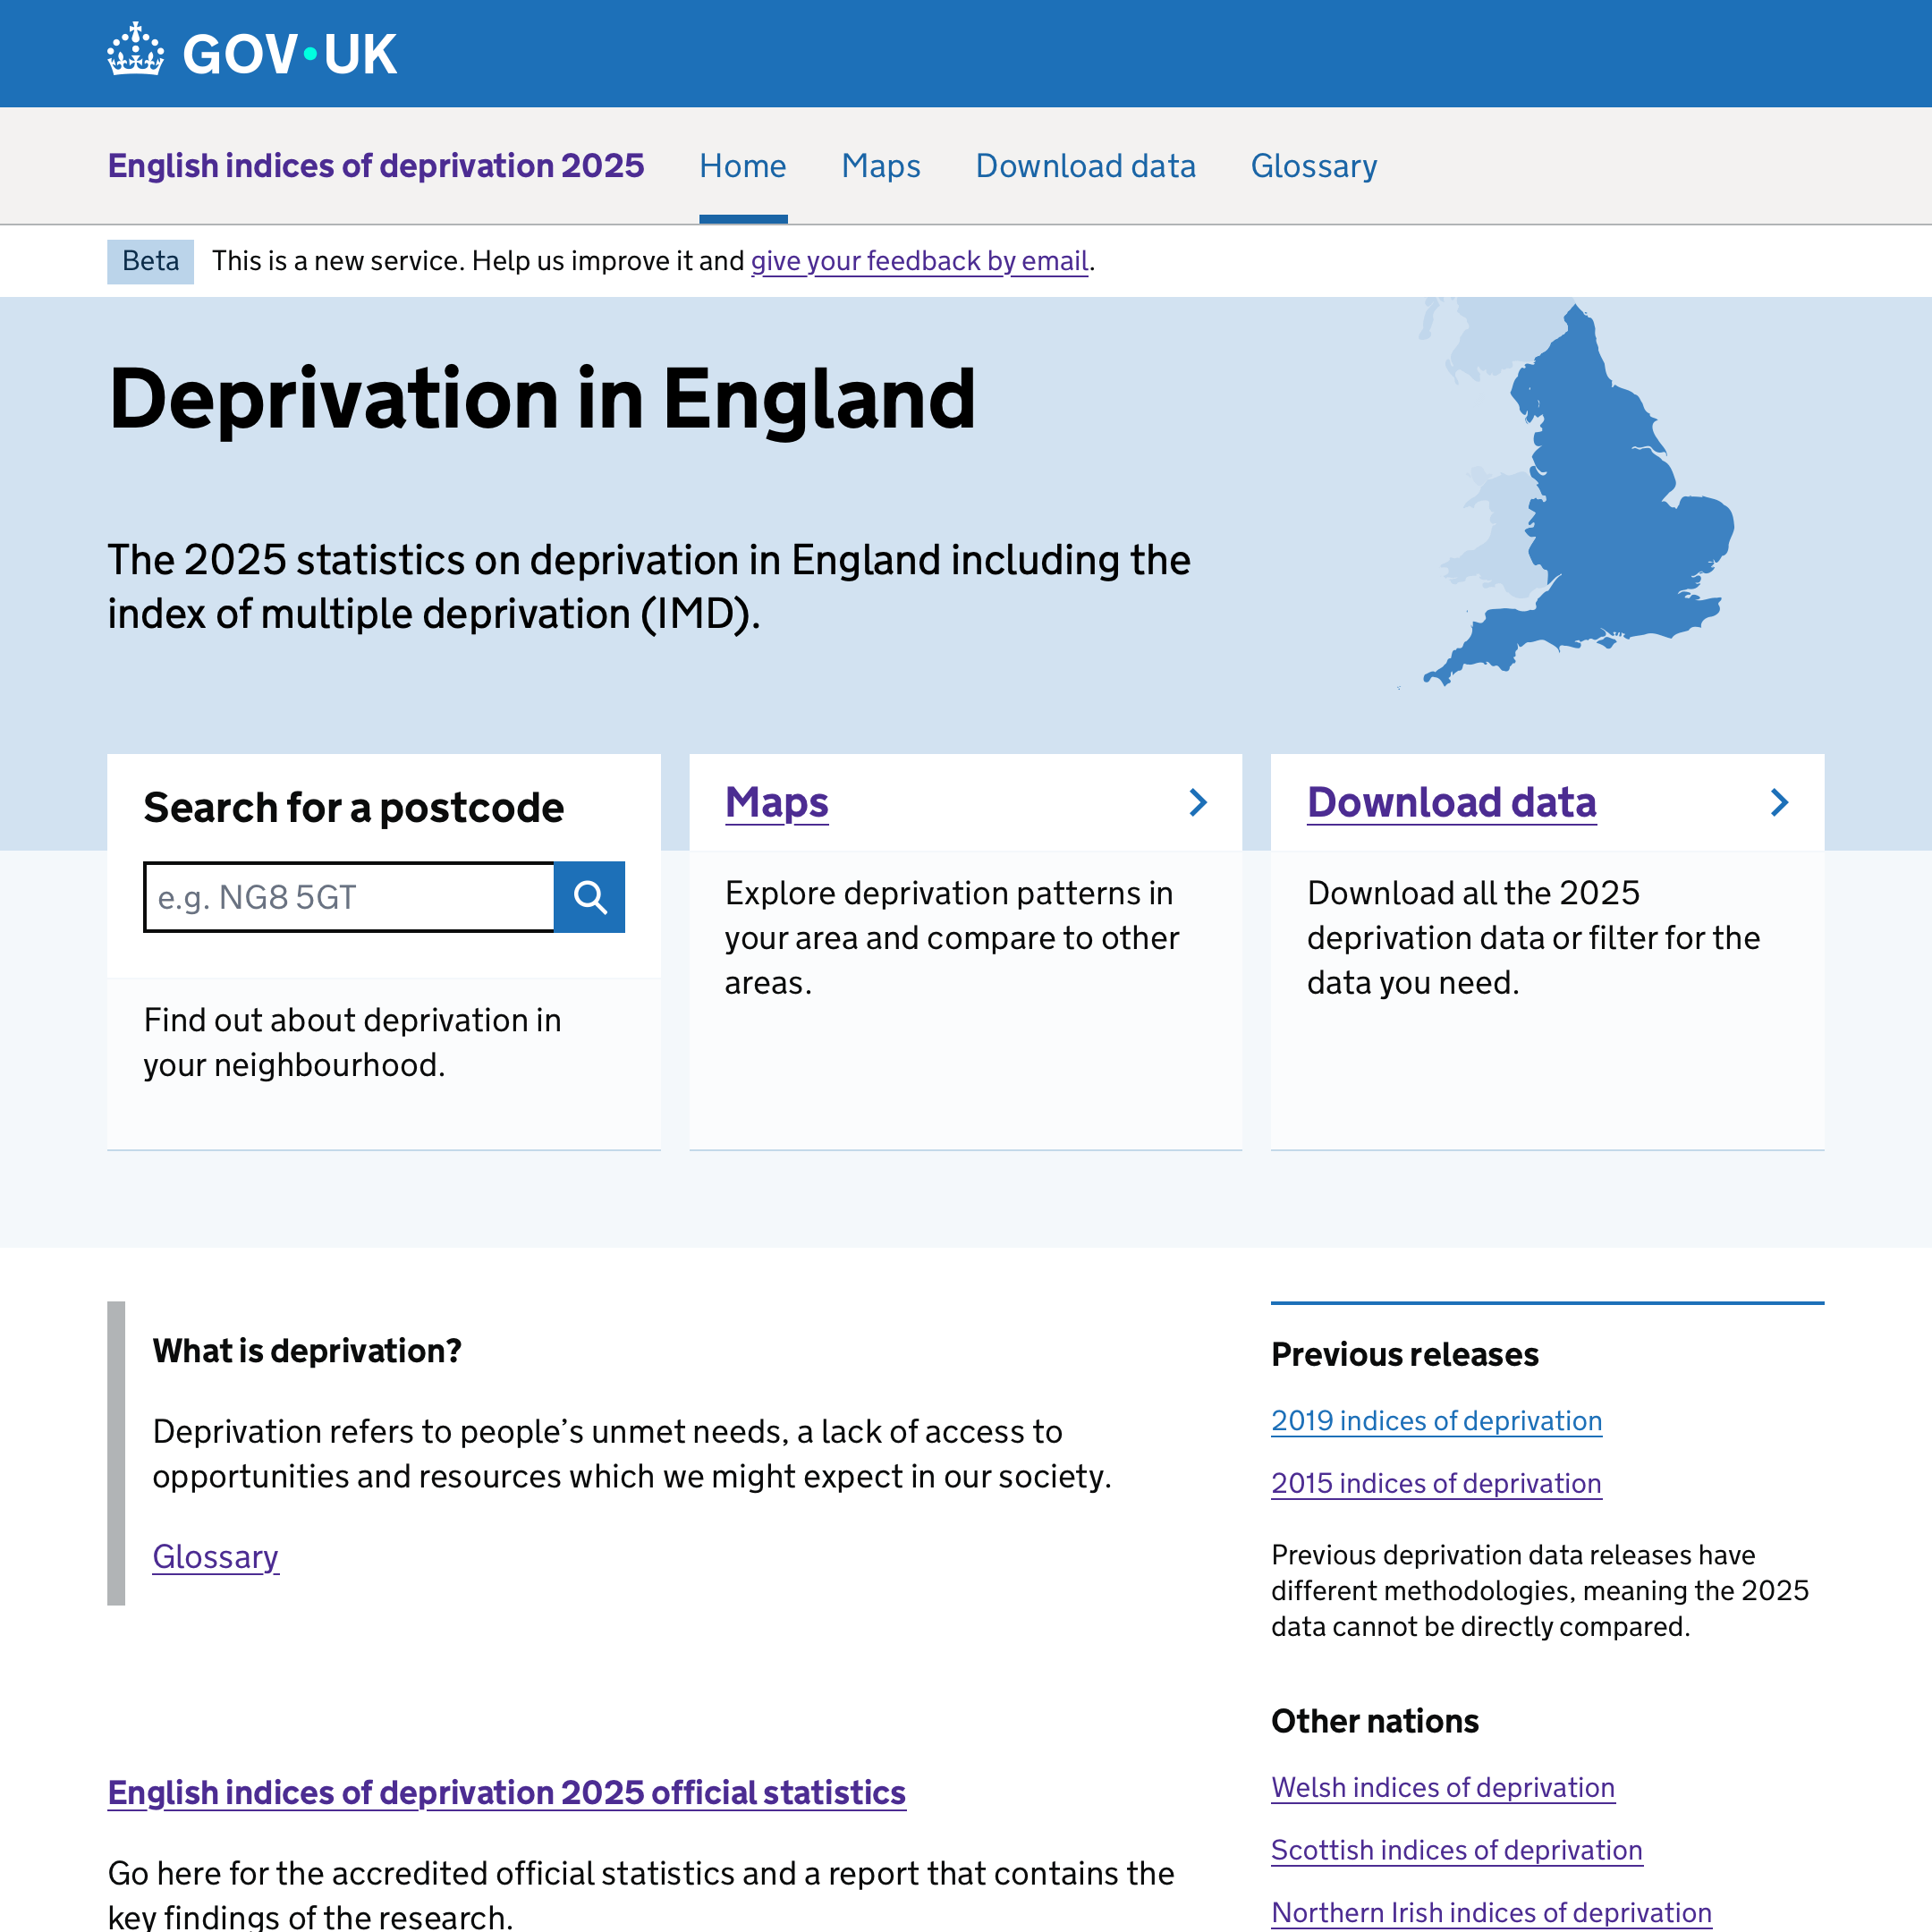 GOV·UK
English indices of deprivation 2025 Home Maps Download data Glossary
Beta This is a new service. Help us improve it and give your feedback by email.
Deprivation in England
The 2025 statistics on deprivation in England including the
index of multiple deprivation (IMD).
Search for a postcode
e.g. NG8 5GT
Find out about deprivation in
your neighbourhood.
Maps
Explore deprivation patterns in
your area and compare to other
areas.
Download data
Download all the 2025
deprivation data or filter for the
data you need.
What is deprivation?
Deprivation refers to people’s unmet needs, a lack of access to
opportunities and resources which we might expect in our society.
Glossary
English indices of deprivation 2025 official statistics
Go here for the accredited official statistics and a report that contains the
key findings of the research.
Previous releases
2019 indices of deprivation
2015 indices of deprivation
Previous deprivation data releases have
different methodologies, meaning the 2025
data cannot be directly compared.
Other nations
Welsh indices of deprivation
Scottish indices of deprivation
Northern Irish indices of deprivation